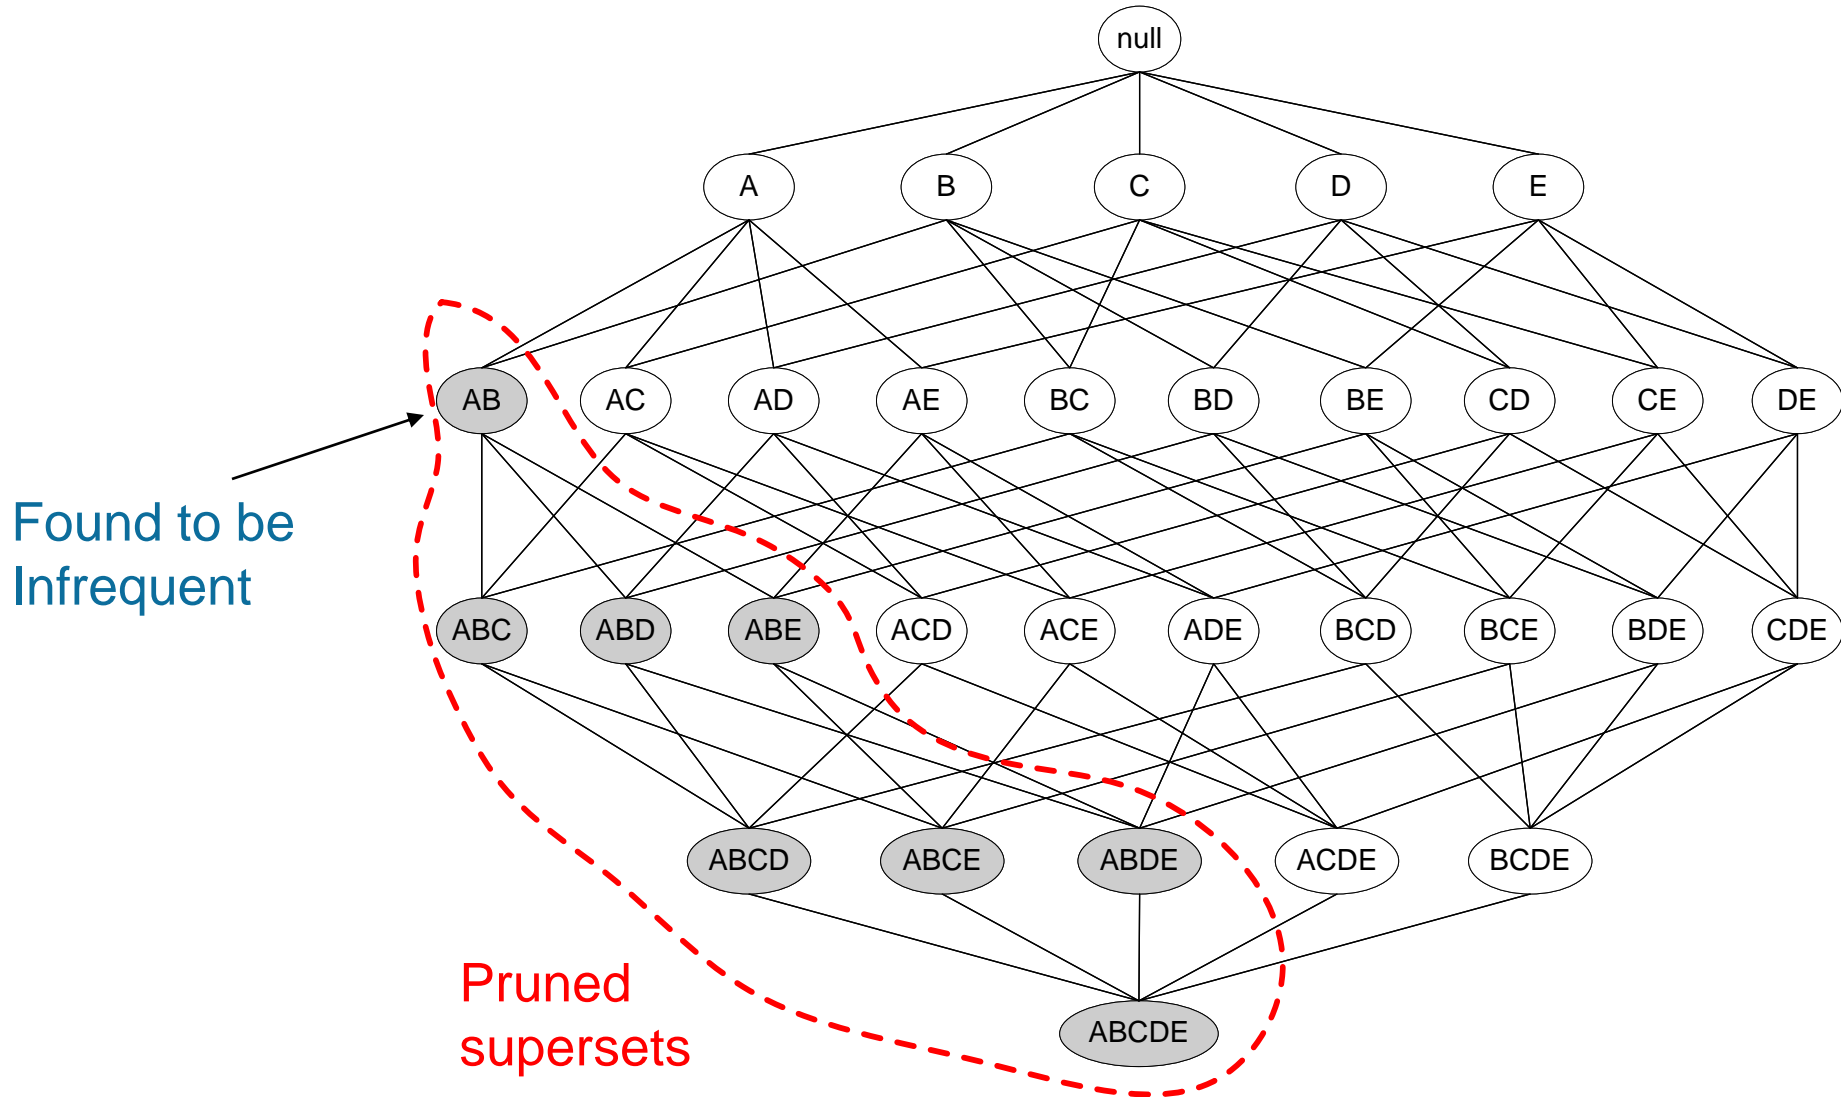 null
A B C D E
AB AC AD AE BC BD BE CD CE DE
Found to be
Infrequent
ABC ABD ABE ACD ACE ADE BCD BCE BDE CDE
ABCD ABCE ABDE ACDE BCDE
Pruned
supersets
ABCDE